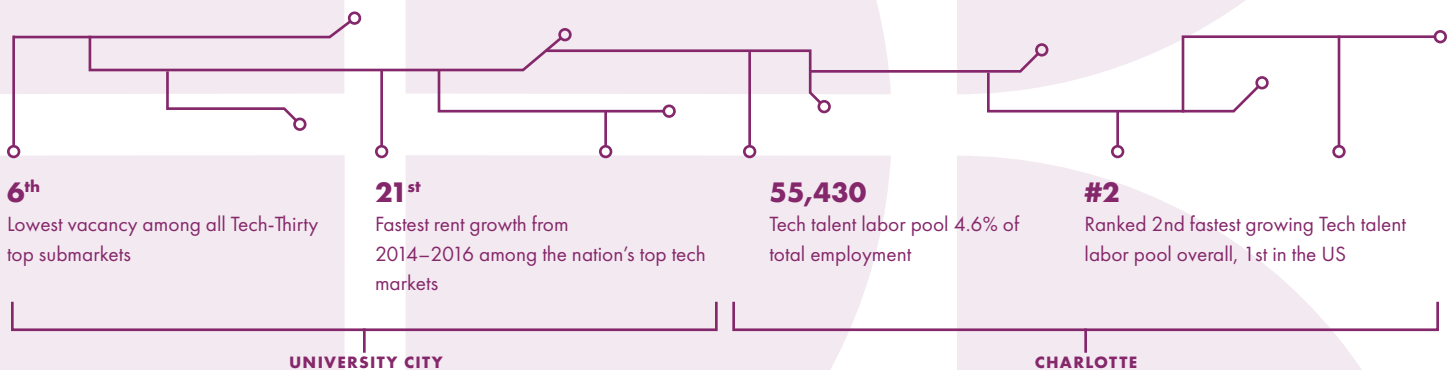 6th
Lowest vacancy among all Tech-Thirty
top submarkets
21st
Fastest rent growth from
2014–2016 among the nation's top tech
markets
55,430
Tech talent labor pool 4.6% of
total employment
#2
Ranked 2nd fastest growing Tech talent
labor pool overall, 1st in the US
UNIVERSITY CITY
CHARLOTTE